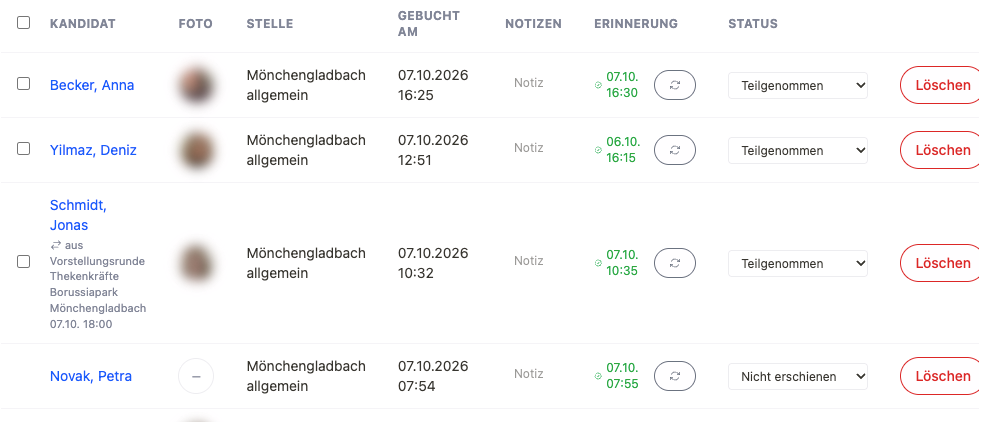 KANDIDAT FOTO STELLE GEBUCHT AM NOTIZEN ERINNERUNG STATUS
Becker, Anna
Mönchengladbach
allgemein
07.10.2026
16:25
Notiz
07.10.
16:30
Teilgenommen
Löschen
Yilmaz, Deniz
Mönchengladbach
allgemein
07.10.2026
12:51
Notiz
06.10.
16:15
Teilgenommen
Löschen
Schmidt,
Jonas
⇄ aus
Vorstellungsrunde
Thekenkräfte
Borussiapark
Mönchengladbach
07.10. 18:00
Mönchengladbach
allgemein
07.10.2026
10:32
Notiz
07.10.
10:35
Teilgenommen
Löschen
Novak, Petra
–
Mönchengladbach
allgemein
07.10.2026
07:54
Notiz
07.10.
07:55
Nicht erschienen
Löschen